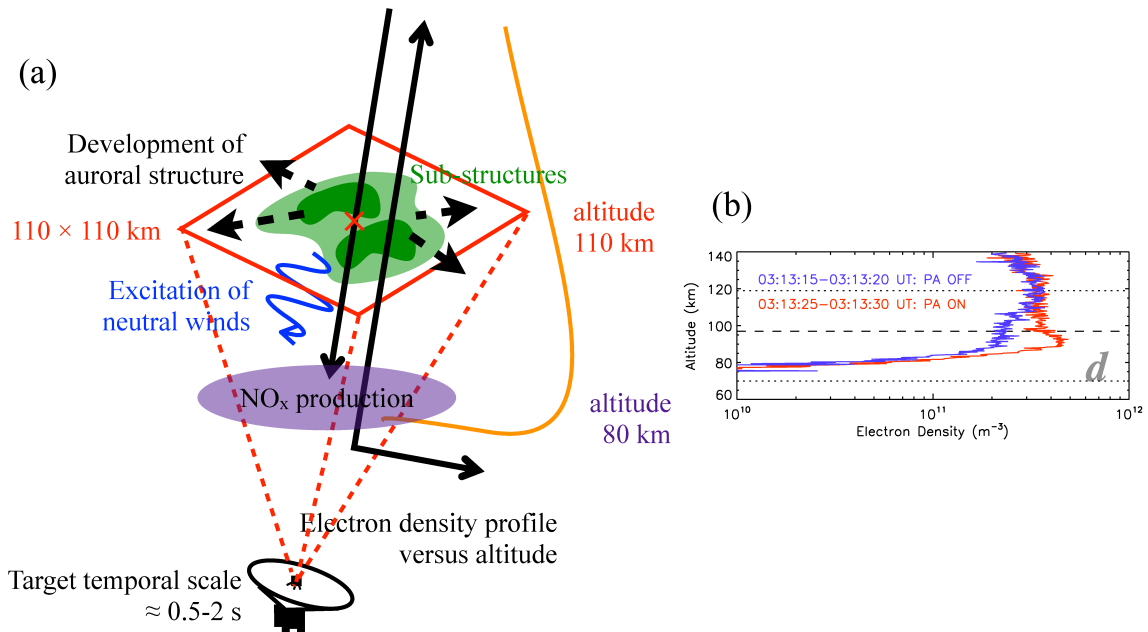 (a)
Development of
auroral structure
Sub-structures
110 × 110 km
altitude
110 km
Excitation of
neutral winds
NOx production
altitude
80 km
Electron density profile
versus altitude
Target temporal scale
≈ 0.5-2 s
(b)
140
120
100
80
60
Altitude (km)
03:13:15–03:13:20 UT: PA OFF
03:13:25–03:13:30 UT: PA ON
d
10^10
10^11
10^12
Electron Density (m^-3)